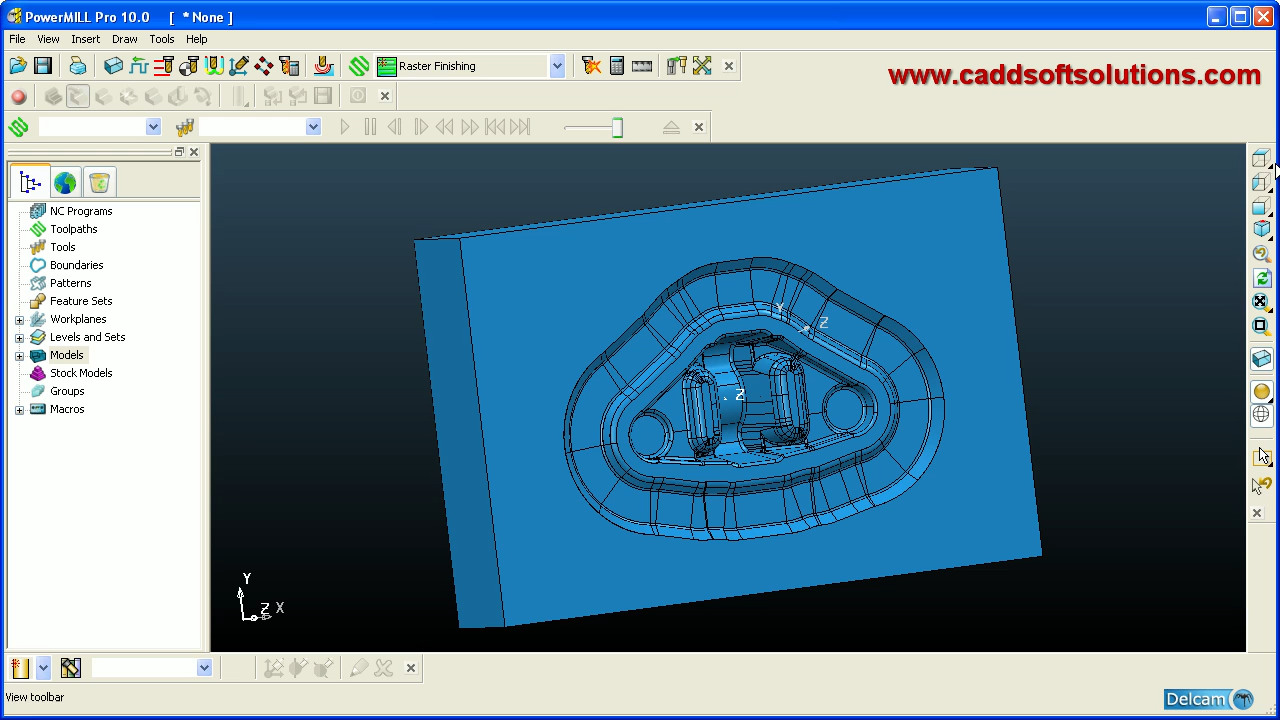 PowerMILL Pro 10.0 [ * None ]
File View Insert Draw Tools Help
Raster Finishing
www.caddsoftsolutions.com
NC Programs
Toolpaths
Tools
Boundaries
Patterns
Feature Sets
Workplanes
Levels and Sets
Models
Stock Models
Groups
Macros
Y
Z
Z
Y
Z X
View toolbar
Delcam